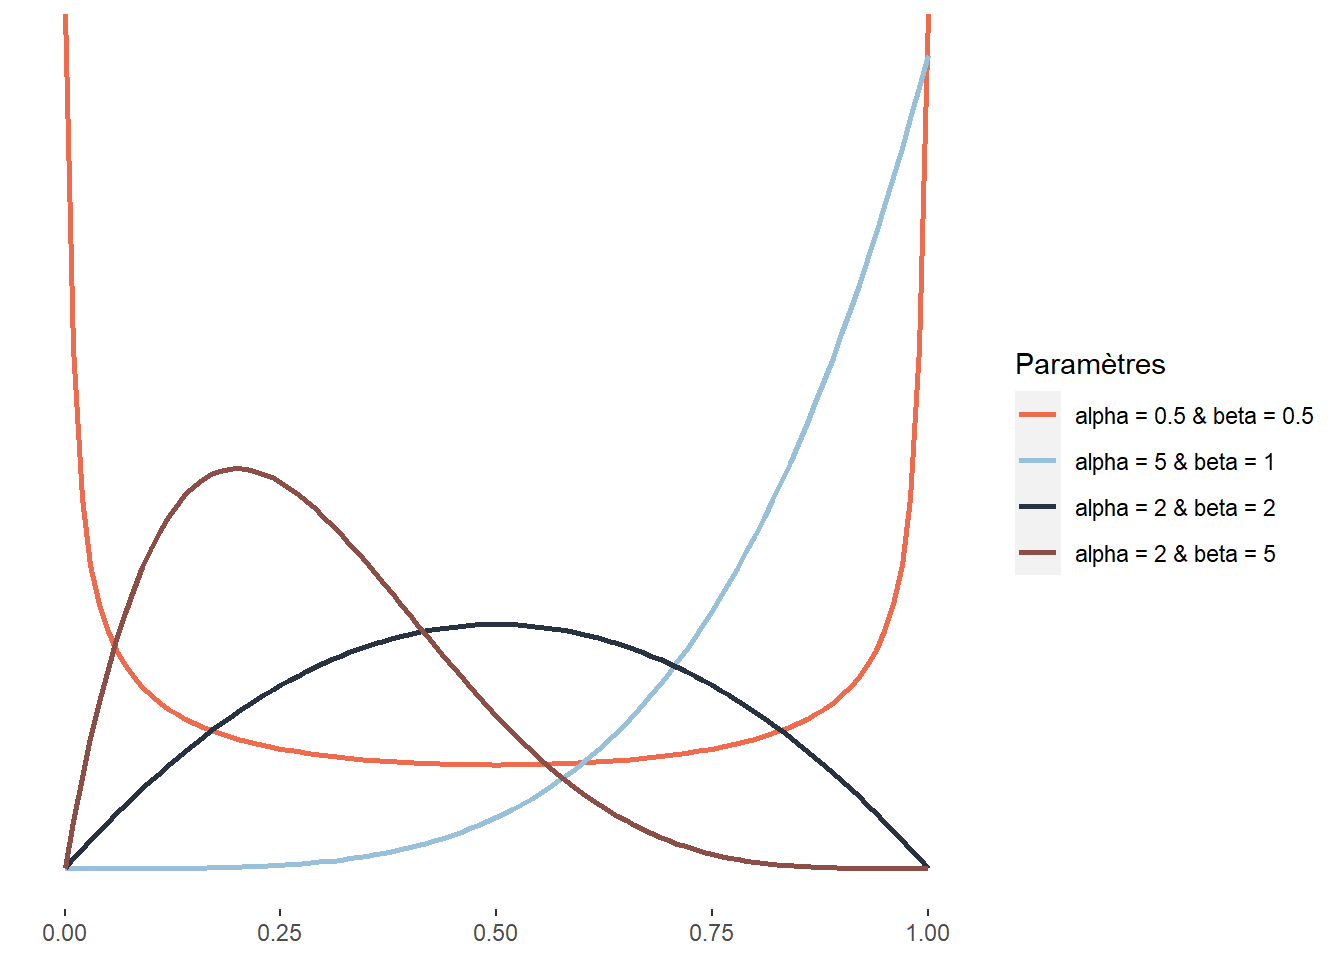 Paramètres
alpha = 0.5 & beta = 0.5
alpha = 5 & beta = 1
alpha = 2 & beta = 2
alpha = 2 & beta = 5
0.00 0.25 0.50 0.75 1.00